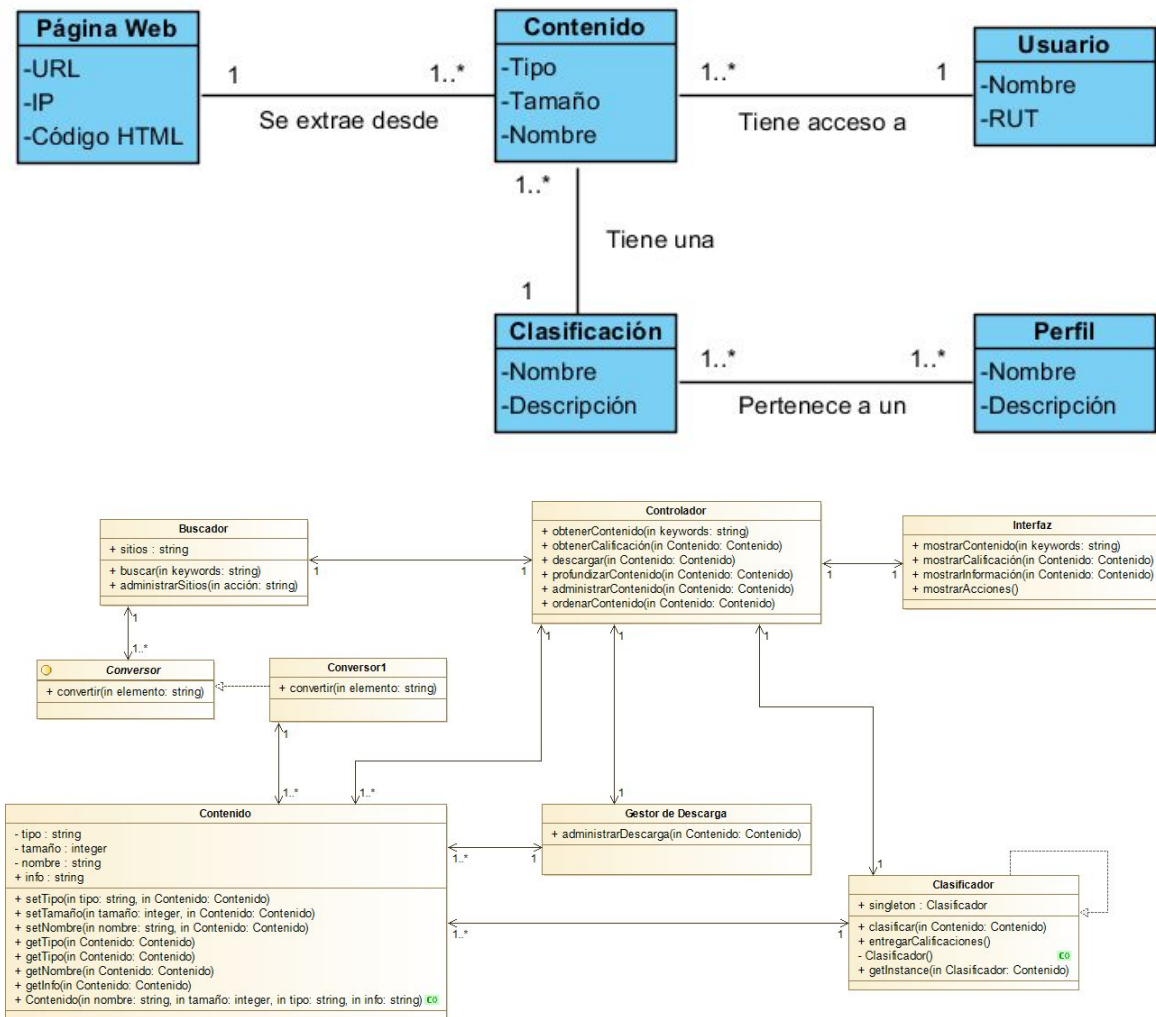 Página Web
-URL
-IP
-Código HTML
1
1..*
Se extrae desde
Contenido
-Tipo
-Tamaño
-Nombre
1..*
1
Tiene acceso a
Usuario
-Nombre
-RUT
1..*
Tiene una
1
Clasificación
-Nombre
-Descripción
1..*
1..*
Pertenece a un
Perfil
-Nombre
-Descripción
Buscador
+ sitios : string
+ buscar(in keywords: string)
+ administrarSitios(in acción: string)
1
1
Controlador
+ obtenerContenido(in keywords: string)
+ obtenerCalificación(in Contenido: Contenido)
+ descargar(in Contenido: Contenido)
+ profundizarContenido(in Contenido: Contenido)
+ administrarContenido(in Contenido: Contenido)
+ ordenarContenido(in Contenido: Contenido)
1
1
Interfaz
+ mostrarContenido(in keywords: string)
+ mostrarCalificación(in Contenido: Contenido)
+ mostrarInformación(in Contenido: Contenido)
+ mostrarAcciones()
1
1..*
1
1
1
Conversor
+ convertir(in elemento: string)
Conversor1
+ convertir(in elemento: string)
1
1..*
1..*
1
1
Contenido
- tipo : string
- tamaño : integer
- nombre : string
+ info : string
+ setTipo(in tipo: string, in Contenido: Contenido)
+ setTamaño(in tamaño: integer, in Contenido: Contenido)
+ setNombre(in nombre: string, in Contenido: Contenido)
+ getTipo(in Contenido: Contenido)
+ getTipo(in Contenido: Contenido)
+ getNombre(in Contenido: Contenido)
+ getInfo(in Contenido: Contenido)
+ Contenido(in nombre: string, in tamaño: integer, in tipo: string, in info: string)
1..*
1
Gestor de Descarga
+ administrarDescarga(in Contenido: Contenido)
1..*
1
Clasificador
+ singleton : Clasificador
+ clasificar(in Contenido: Contenido)
+ entregarCalificaciones()
- Clasificador()
+ getInstance(in Clasificador: Contenido)